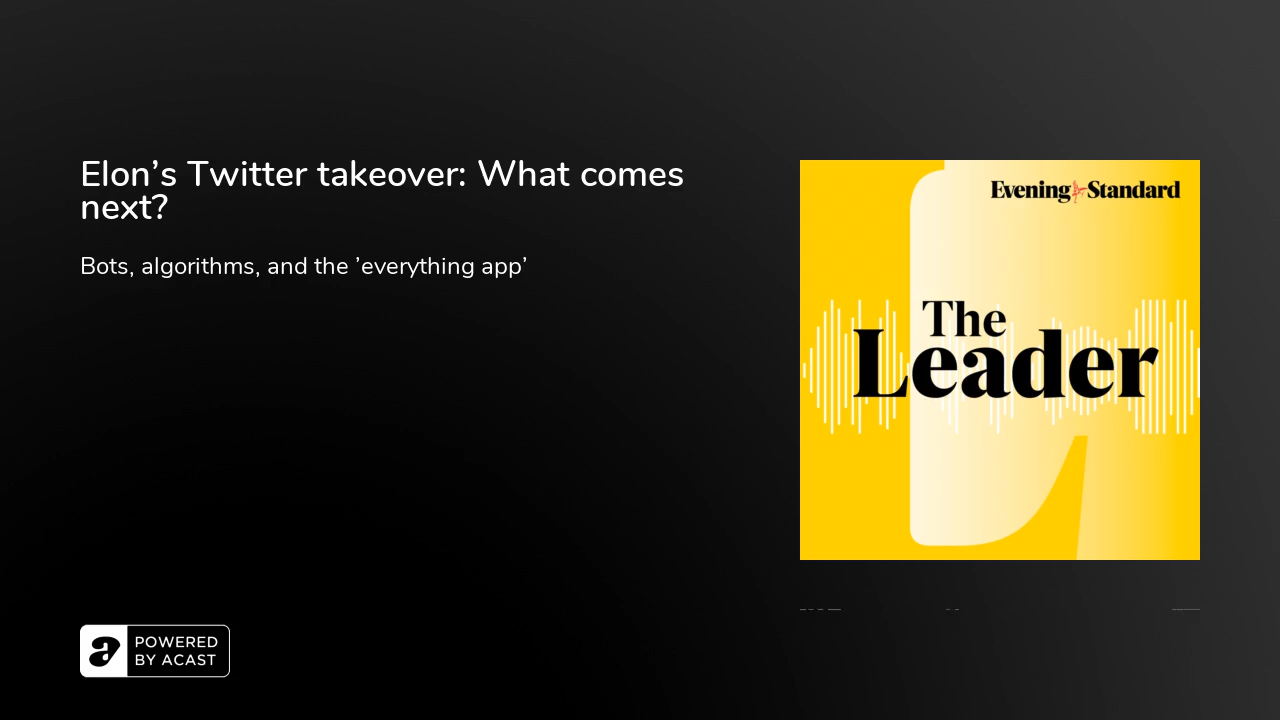 Elon’s Twitter takeover: What comes
next?
Bots, algorithms, and the ’everything app’
Evening Standard
The
Leader
POWERED
BY ACAST